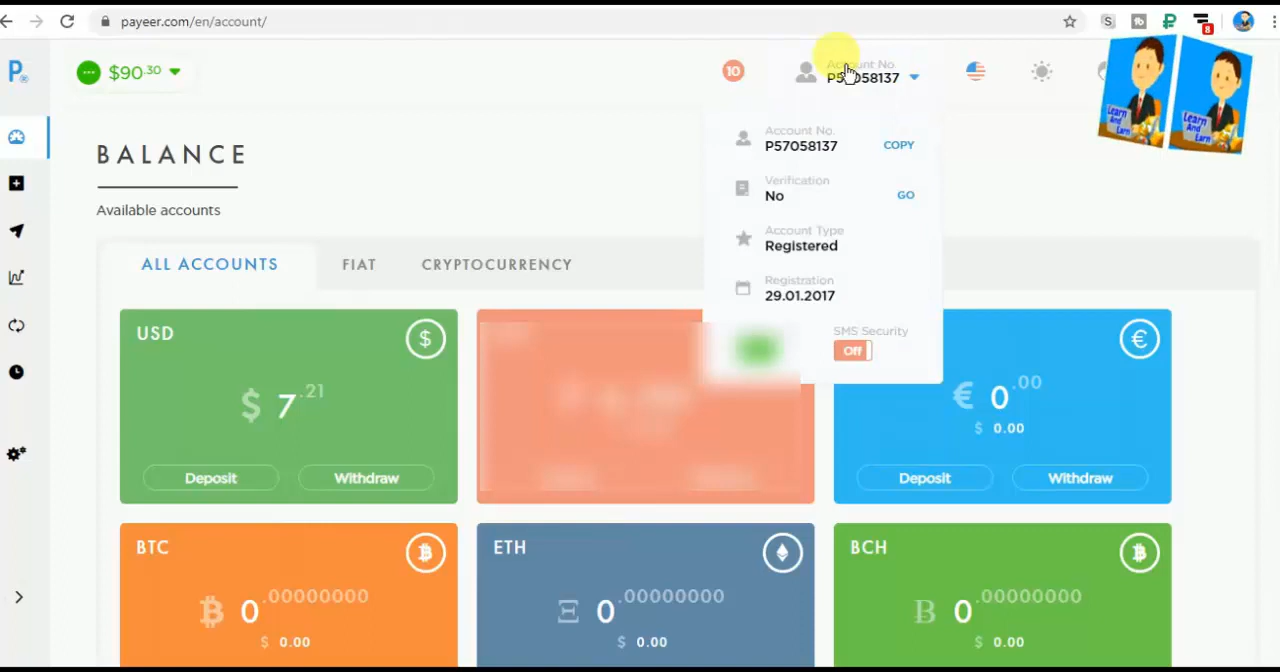 payeer.com/en/account/
8
P
$90.30
10
Account No.
P57058137
Learn And Earn
Learn And Earn
Account No.
P57058137
COPY
Verification
No
GO
Account Type
Registered
Registration
29.01.2017
SMS Security
Off
BALANCE
Available accounts
ALL ACCOUNTS
FIAT
CRYPTOCURRENCY
USD
$
$ 7.21
Deposit
Withdraw
€
€ 0.00
$ 0.00
Deposit
Withdraw
BTC
₿ 0.00000000
$ 0.00
ETH
Ξ 0.00000000
$ 0.00
BCH
0.00000000
$ 0.00